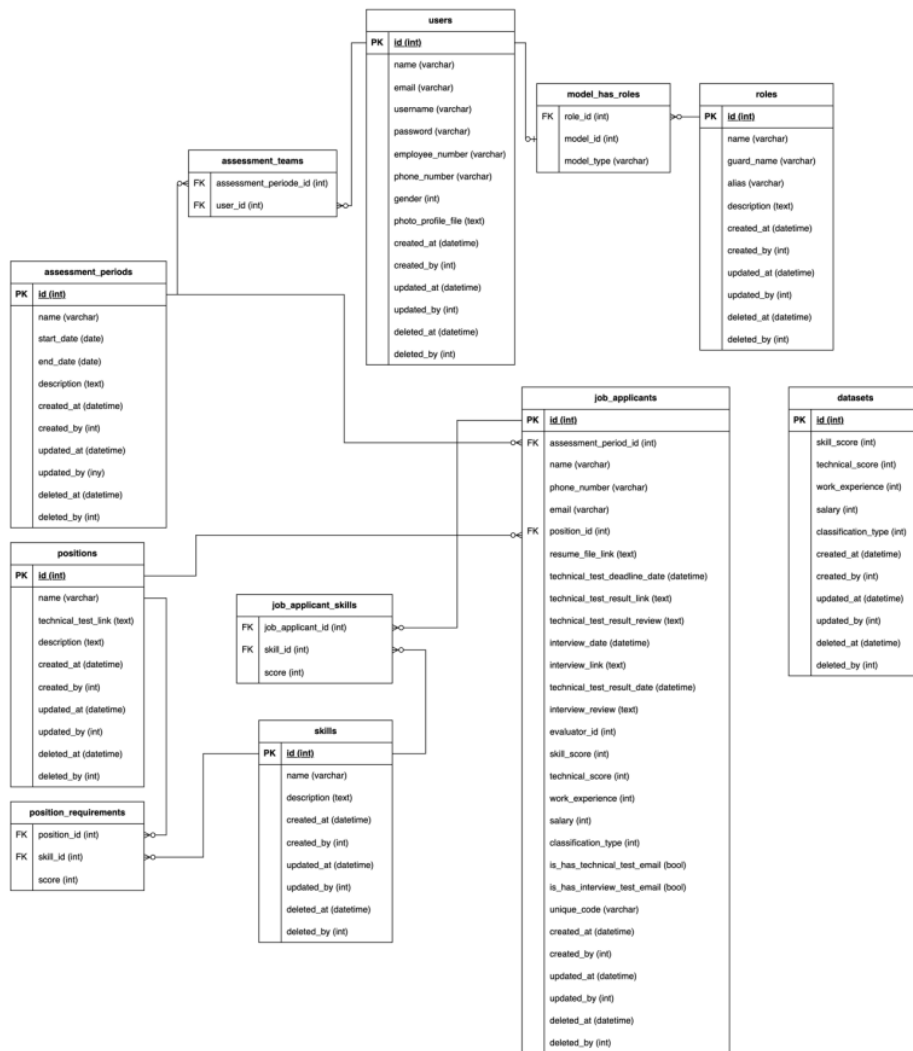 users
PK id (int)
name (varchar)
email (varchar)
username (varchar)
password (varchar)
employee_number (varchar)
phone_number (varchar)
gender (int)
photo_profile_file (text)
created_at (datetime)
created_by (int)
updated_at (datetime)
updated_by (int)
deleted_at (datetime)
deleted_by (int)
model_has_roles
FK role_id (int)
model_id (int)
model_type (varchar)
roles
PK id (int)
name (varchar)
guard_name (varchar)
alias (varchar)
description (text)
created_at (datetime)
created_by (int)
updated_at (datetime)
updated_by (int)
deleted_at (datetime)
deleted_by (int)
assessment_teams
FK assessment_periode_id (int)
FK user_id (int)
assessment_periods
PK id (int)
name (varchar)
start_date (date)
end_date (date)
description (text)
created_at (datetime)
created_by (int)
updated_at (datetime)
updated_by (iny)
deleted_at (datetime)
deleted_by (int)
job_applicants
PK id (int)
FK assessment_period_id (int)
name (varchar)
phone_number (varchar)
email (varchar)
FK position_id (int)
resume_file_link (text)
technical_test_deadline_date (datetime)
technical_test_result_link (text)
technical_test_result_review (text)
interview_date (datetime)
interview_link (text)
technical_test_result_date (datetime)
interview_review (text)
evaluator_id (int)
skill_score (int)
technical_score (int)
work_experience (int)
salary (int)
classification_type (int)
is_has_technical_test_email (bool)
is_has_interview_test_email (bool)
unique_code (varchar)
created_at (datetime)
created_by (int)
updated_at (datetime)
updated_by (int)
deleted_at (datetime)
deleted_by (int)
datasets
PK id (int)
skill_score (int)
technical_score (int)
work_experience (int)
salary (int)
classification_type (int)
created_at (datetime)
created_by (int)
updated_at (datetime)
updated_by (int)
deleted_at (datetime)
deleted_by (int)
positions
PK id (int)
name (varchar)
technical_test_link (text)
description (text)
created_at (datetime)
created_by (int)
updated_at (datetime)
updated_by (int)
deleted_at (datetime)
deleted_by (int)
job_applicant_skills
FK job_applicant_id (int)
FK skill_id (int)
score (int)
skills
PK id (int)
name (varchar)
description (text)
created_at (datetime)
created_by (int)
updated_at (datetime)
updated_by (int)
deleted_at (datetime)
deleted_by (int)
position_requirements
FK position_id (int)
FK skill_id (int)
score (int)